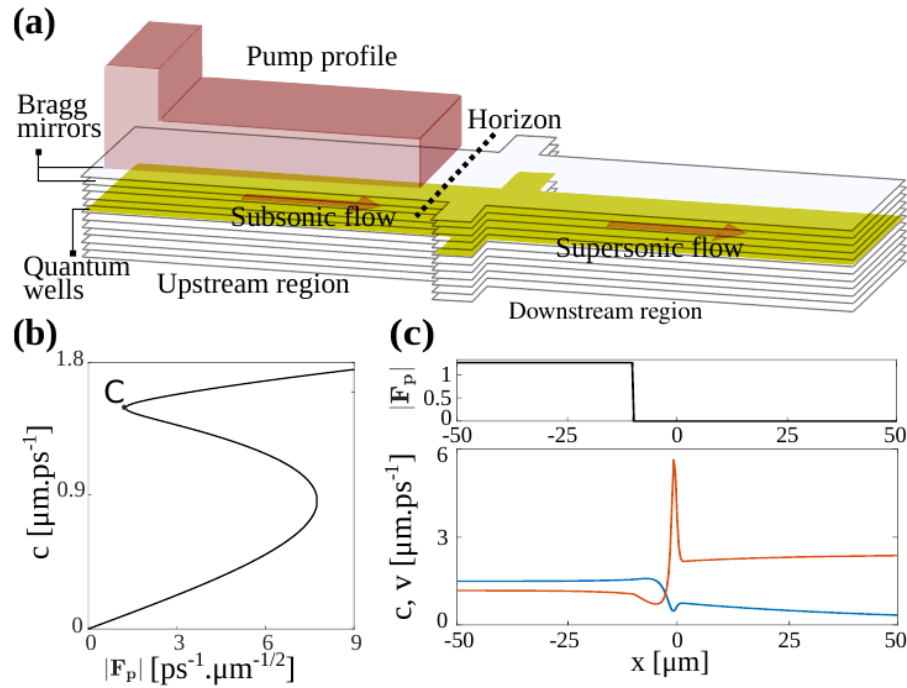 (a)
Pump profile
Bragg
mirrors
Horizon
Subsonic flow
Supersonic flow
Quantum
wells
Upstream region
Downstream region
(b)
1.8
C
0.9
0
c [μm.ps⁻¹]
0 3 6 9
|Fₚ| [ps⁻¹.μm⁻¹/²]
(c)
|Fₚ|
1
0.5
0
-50 -25 0 25 50
c, v [μm.ps⁻¹]
6
3
0
-50 -25 0 25 50
x [μm]